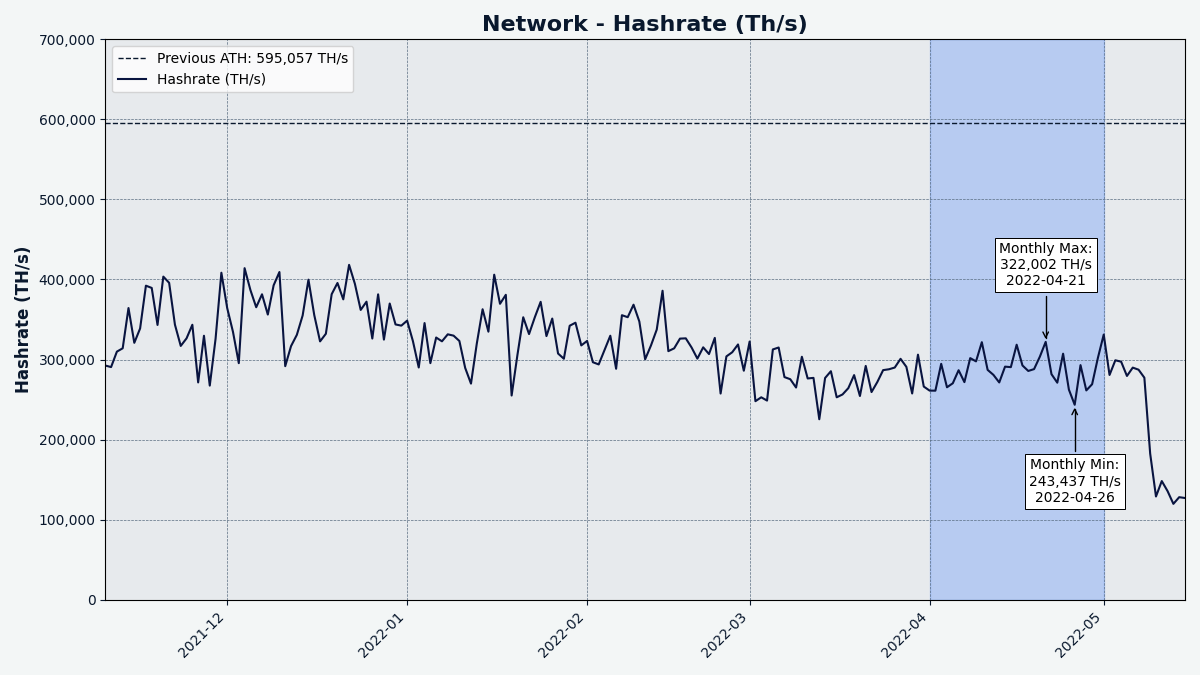 Network - Hashrate (Th/s)
Previous ATH: 595,057 TH/s
Hashrate (TH/s)
Hashrate (TH/s)
700,000
600,000
500,000
400,000
300,000
200,000
100,000
0
Monthly Max:
322,002 TH/s
2022-04-21
Monthly Min:
243,437 TH/s
2022-04-26
2021-12
2022-01
2022-02
2022-03
2022-04
2022-05